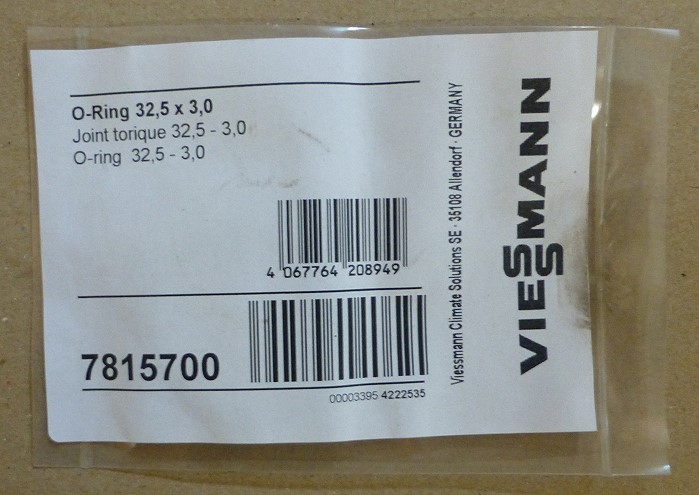 O-Ring 32,5 x 3,0
Joint torique 32,5 - 3,0
O-ring 32,5 - 3,0
4 067764 208949
7815700
00003395 4222535
Viessmann Climate Solutions SE · 35108 Allendorf · GERMANY
VIESSMANN